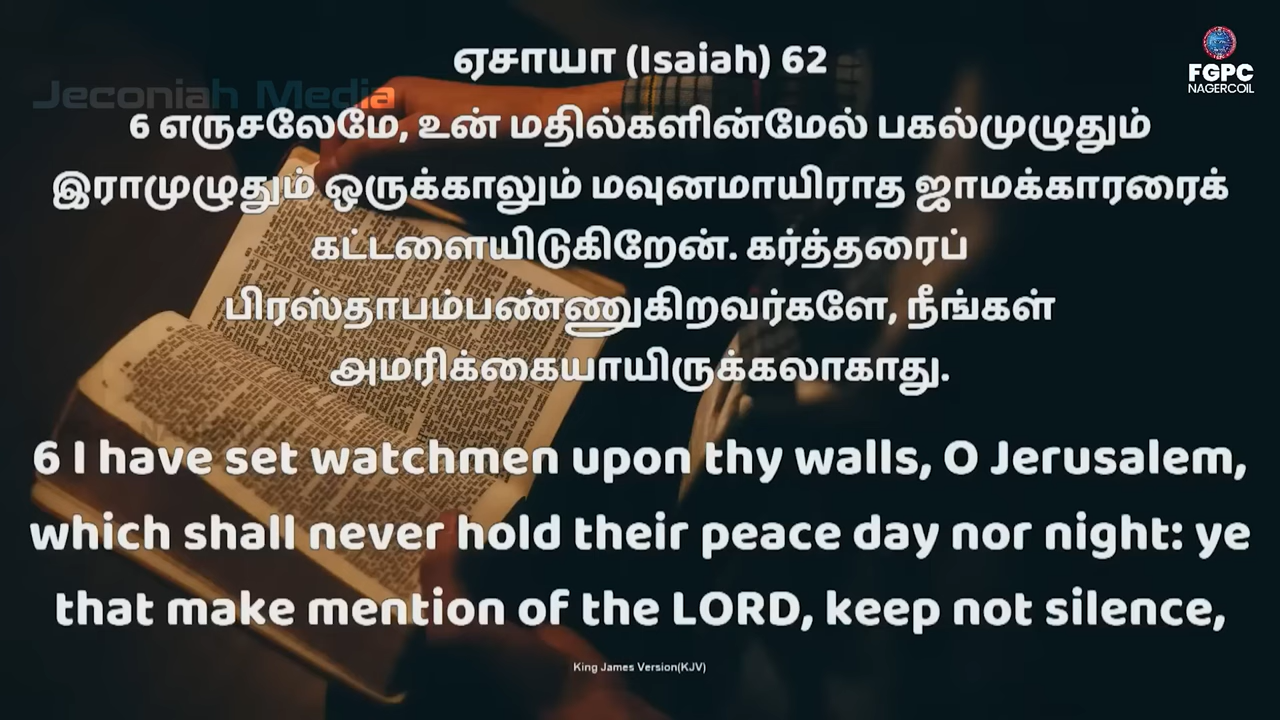 ஏசாயா (Isaiah) 62
FGPC
NAGERCOIL
Jeconiah Media
6 எருசலேமே, உன் மதில்களின்மேல் பகல்முழுதும்
இராமுழுதும் ஒருக்காலும் மவுனமாயிராத ஜாமக்காரரைக்
கட்டளையிடுகிறேன். கர்த்தரைப்
பிரஸ்தாபம்பண்ணுகிறவர்களே, நீங்கள்
அமரிக்கையாயிருக்கலாகாது.
6 I have set watchmen upon thy walls, O Jerusalem,
which shall never hold their peace day nor night: ye
that make mention of the LORD, keep not silence,
King James Version(KJV)